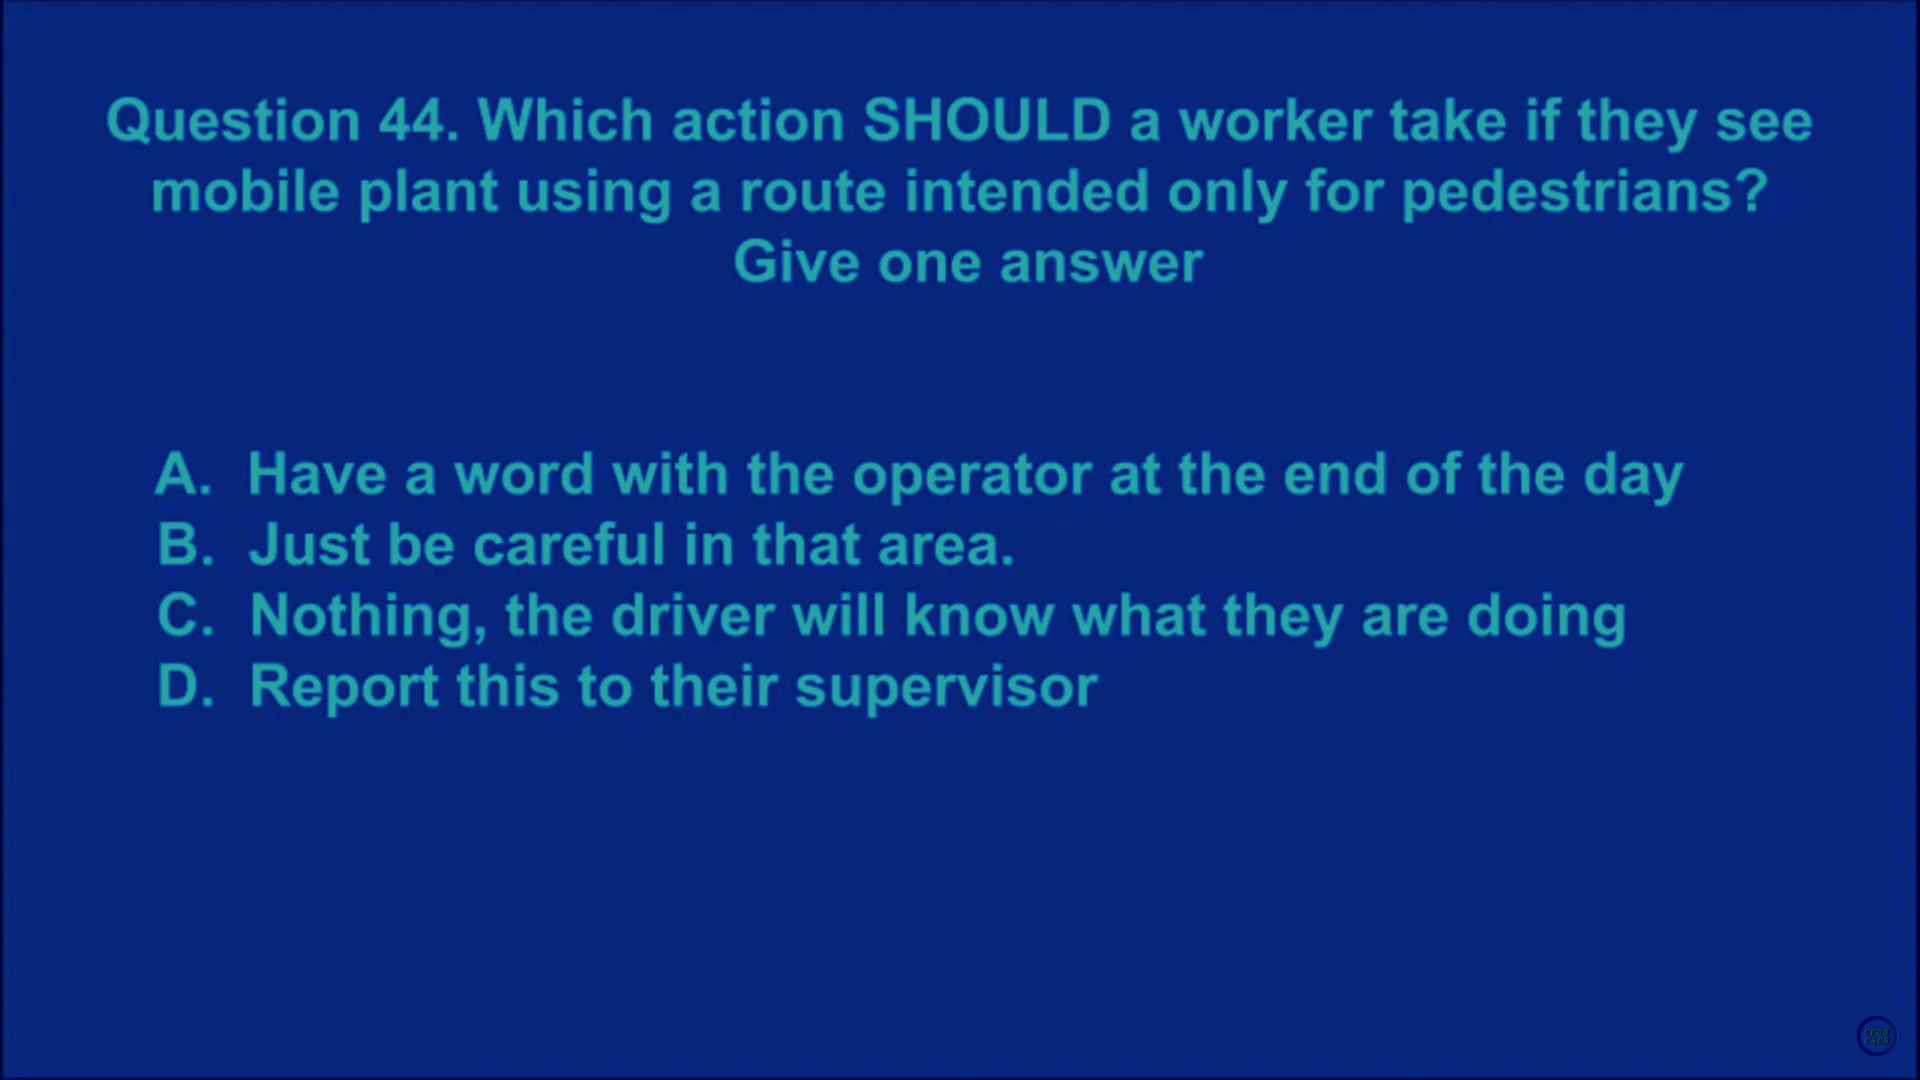 Question 44. Which action SHOULD a worker take if they see
mobile plant using a route intended only for pedestrians?
Give one answer
A. Have a word with the operator at the end of the day
B. Just be careful in that area.
C. Nothing, the driver will know what they are doing
D. Report this to their supervisor